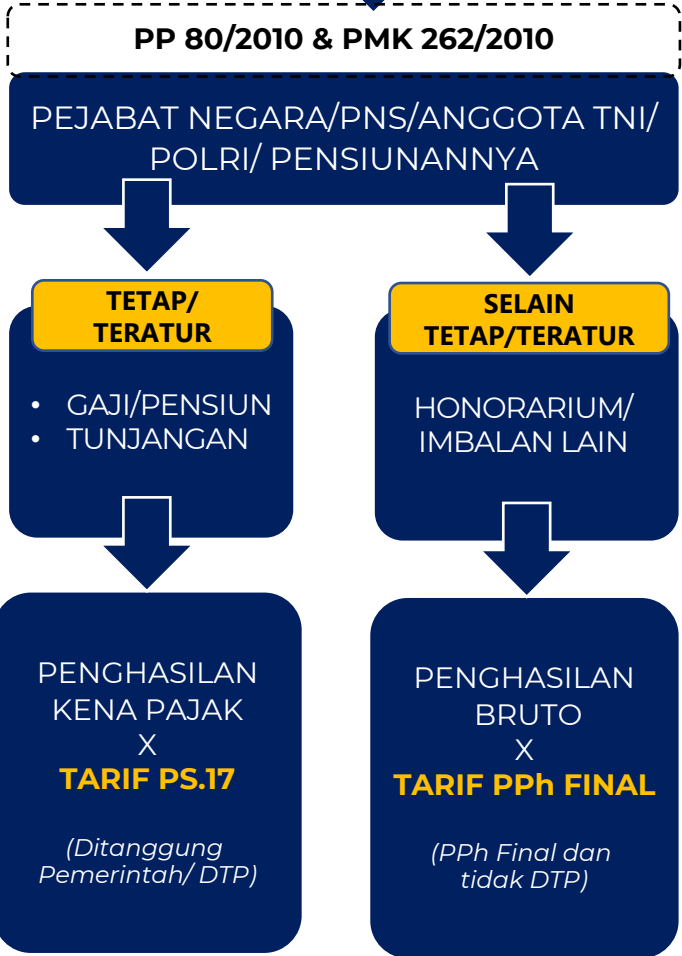 PP 80/2010 & PMK 262/2010
PEJABAT NEGARA/PNS/ANGGOTA TNI/
POLRI/ PENSIUNANNYA
TETAP/
TERATUR
• GAJI/PENSIUN
• TUNJANGAN
PENGHASILAN
KENA PAJAK
X
TARIF PS.17
(Ditanggung
Pemerintah/ DTP)
SELAIN
TETAP/TERATUR
HONORARIUM/
IMBALAN LAIN
PENGHASILAN
BRUTO
X
TARIF PPh FINAL
(PPh Final dan
tidak DTP)